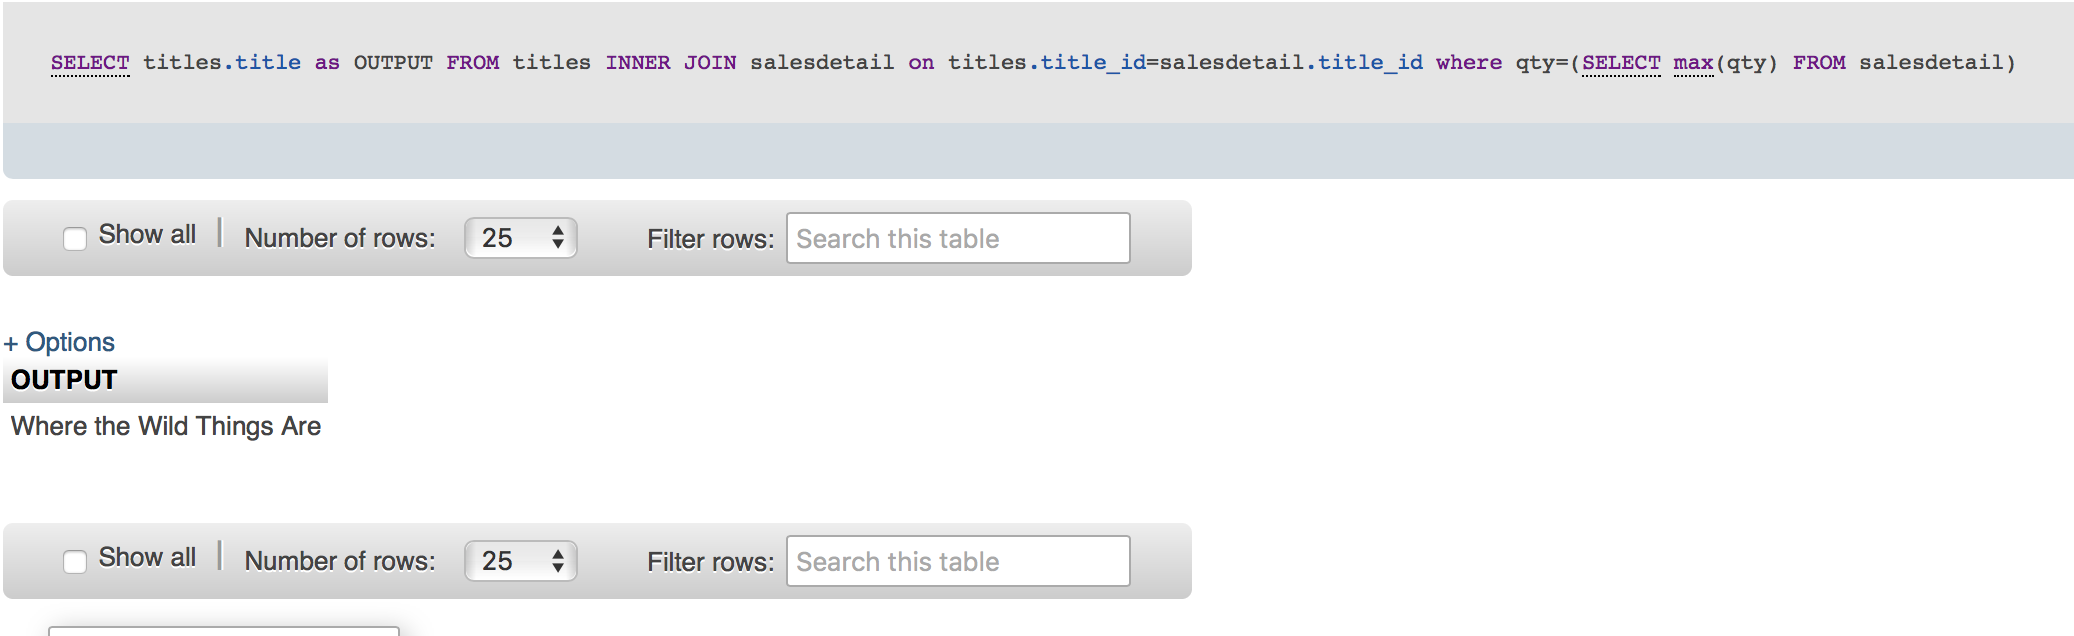 SELECT titles.title as OUTPUT FROM titles INNER JOIN salesdetail on titles.title_id=salesdetail.title_id where qty=(SELECT max(qty) FROM salesdetail)
Show all | Number of rows: 25 Filter rows: Search this table
+ Options
OUTPUT
Where the Wild Things Are
Show all | Number of rows: 25 Filter rows: Search this table